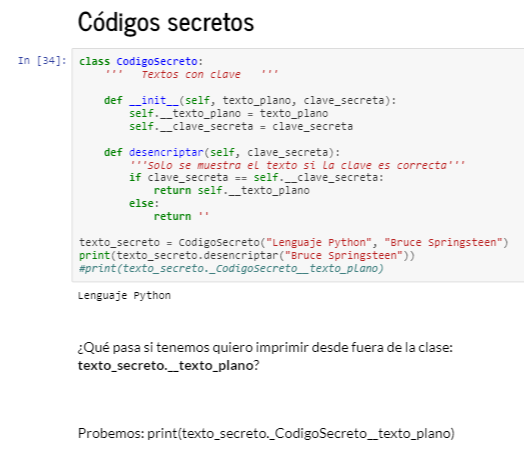 Códigos secretos
In [34]:
class CodigoSecreto:
    '''   Textos con clave   '''
    def __init__(self, texto_plano, clave_secreta):
        self.__texto_plano = texto_plano
        self.__clave_secreta = clave_secreta
    def desencriptar(self, clave_secreta):
        '''Solo se muestra el texto si la clave es correcta'''
        if clave_secreta == self.__clave_secreta:
            return self.__texto_plano
        else:
            return ''
texto_secreto = CodigoSecreto("Lenguaje Python", "Bruce Springsteen")
print(texto_secreto.desencriptar("Bruce Springsteen"))
#print(texto_secreto._CodigoSecreto__texto_plano)
Lenguaje Python
¿Qué pasa si tenemos quiero imprimir desde fuera de la clase:
texto_secreto.__texto_plano?
Probemos: print(texto_secreto._CodigoSecreto__texto_plano)